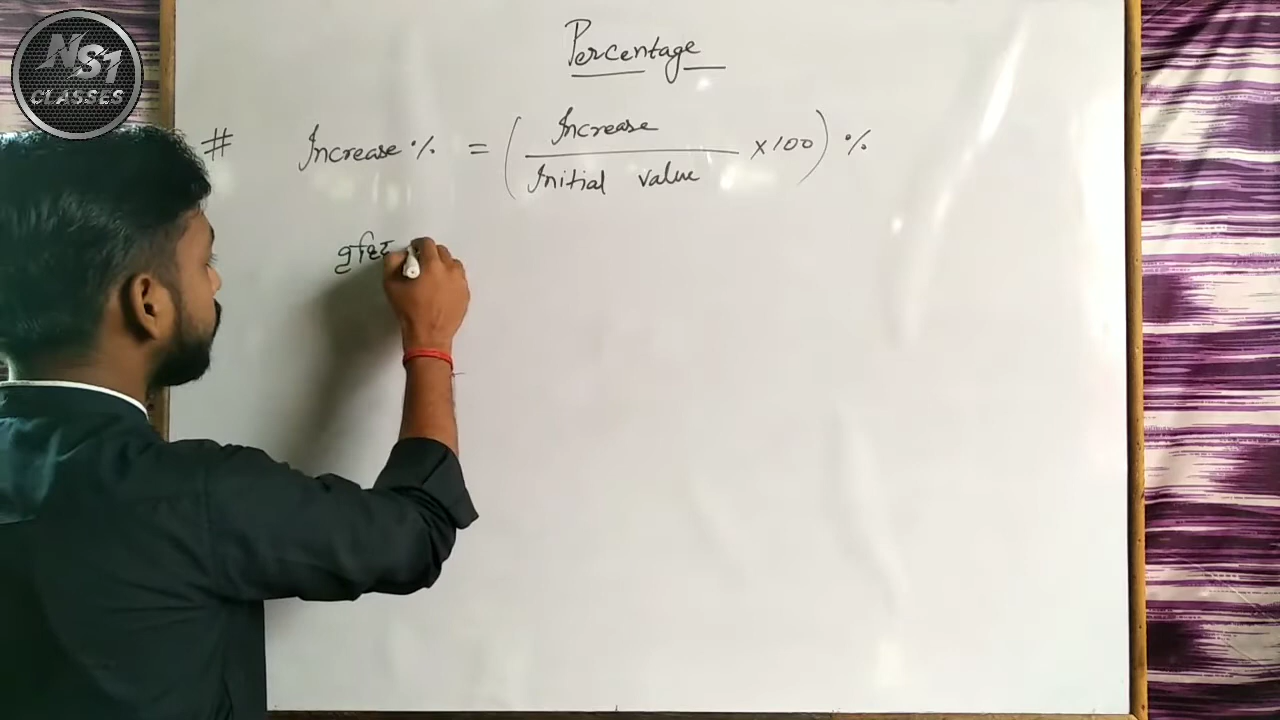 NS1
CLASSES
Percentage
# Increase % = ( Increase / Initial value × 100 ) %